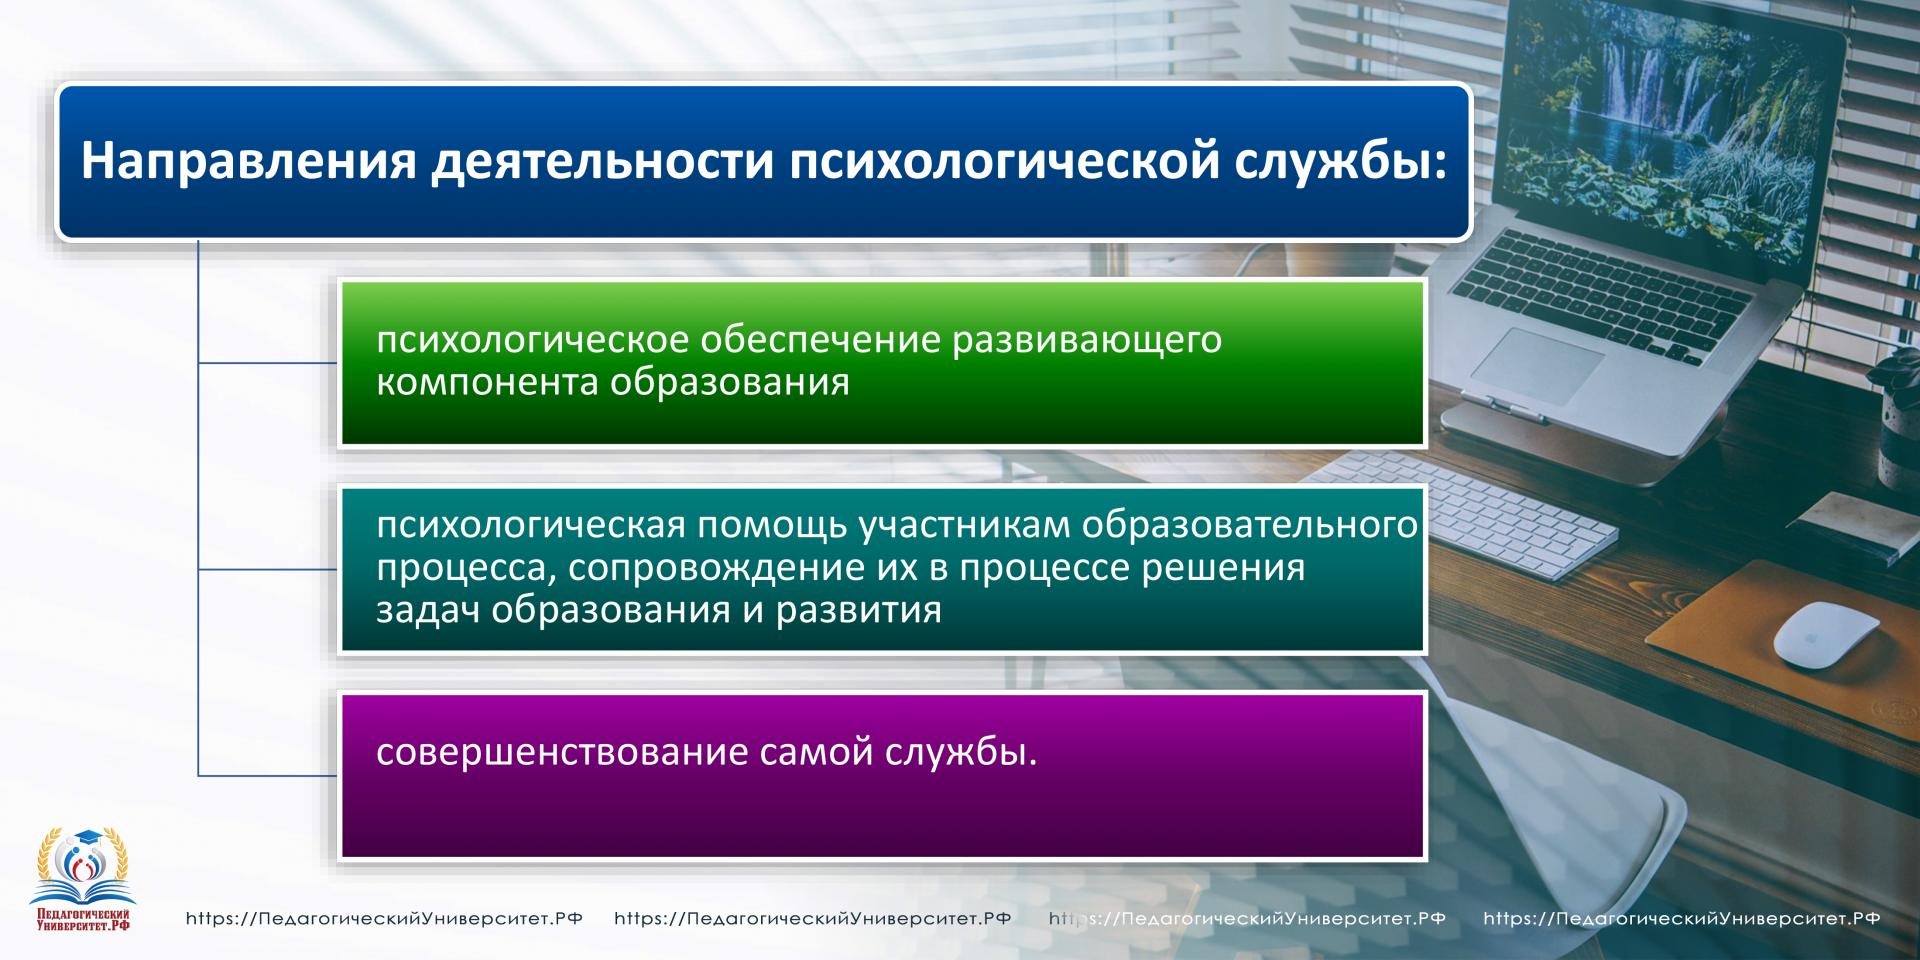 Направления деятельности психологической службы:
психологическое обеспечение развивающего
компонента образования
психологическая помощь участникам образовательного
процесса, сопровождение их в процессе решения
задач образования и развития
совершенствование самой службы.
Педагогический
Университет.РФ
https://ПедагогическийУниверситет.РФ https://ПедагогическийУниверситет.РФ https://ПедагогическийУниверситет.РФ https://ПедагогическийУниверситет.РФ